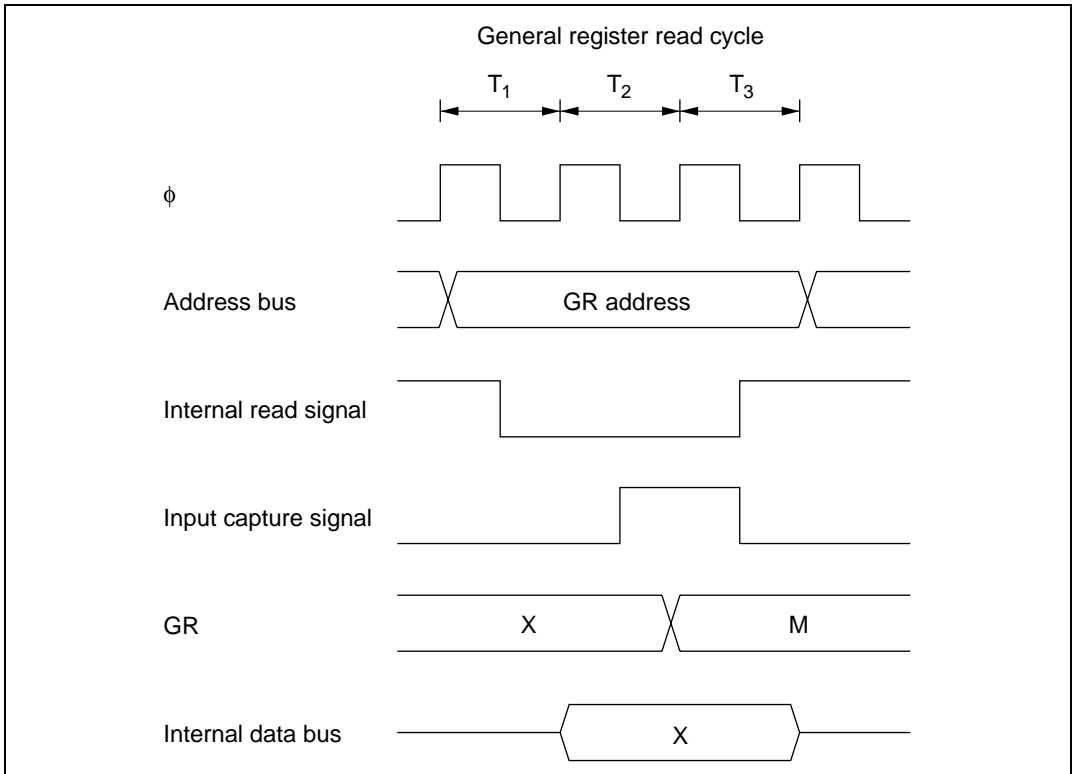 General register read cycle
T1 T2 T3
ϕ
Address bus GR address
Internal read signal
Input capture signal
GR X M
Internal data bus X